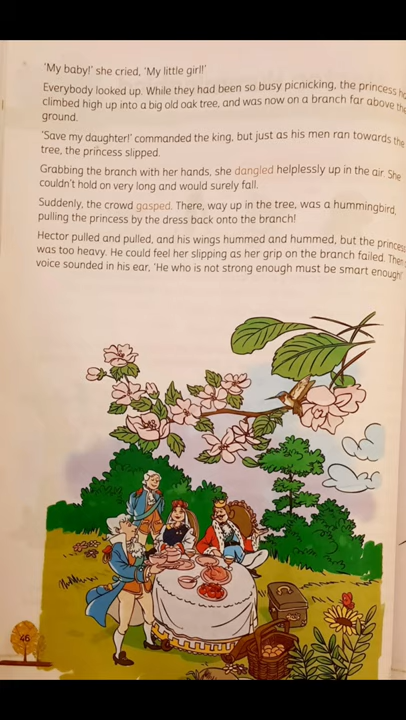 'My baby!' she cried, 'My little girl!'
Everybody looked up. While they had been so busy picnicking, the princess
climbed high up into a big old oak tree, and was now on a branch far above the
ground.
'Save my daughter!' commanded the king, but just as his men ran towards the
tree, the princess slipped.
Grabbing the branch with her hands, she dangled helplessly up in the air. She
couldn't hold on very long and would surely fall.
Suddenly, the crowd gasped. There, way up in the tree, was a hummingbird,
pulling the princess by the dress back onto the branch!
Hector pulled and pulled, and his wings hummed and hummed, but the princess
was too heavy. He could feel her slipping as her grip on the branch failed. Then
voice sounded in his ear, 'He who is not strong enough must be smart enough!'
46